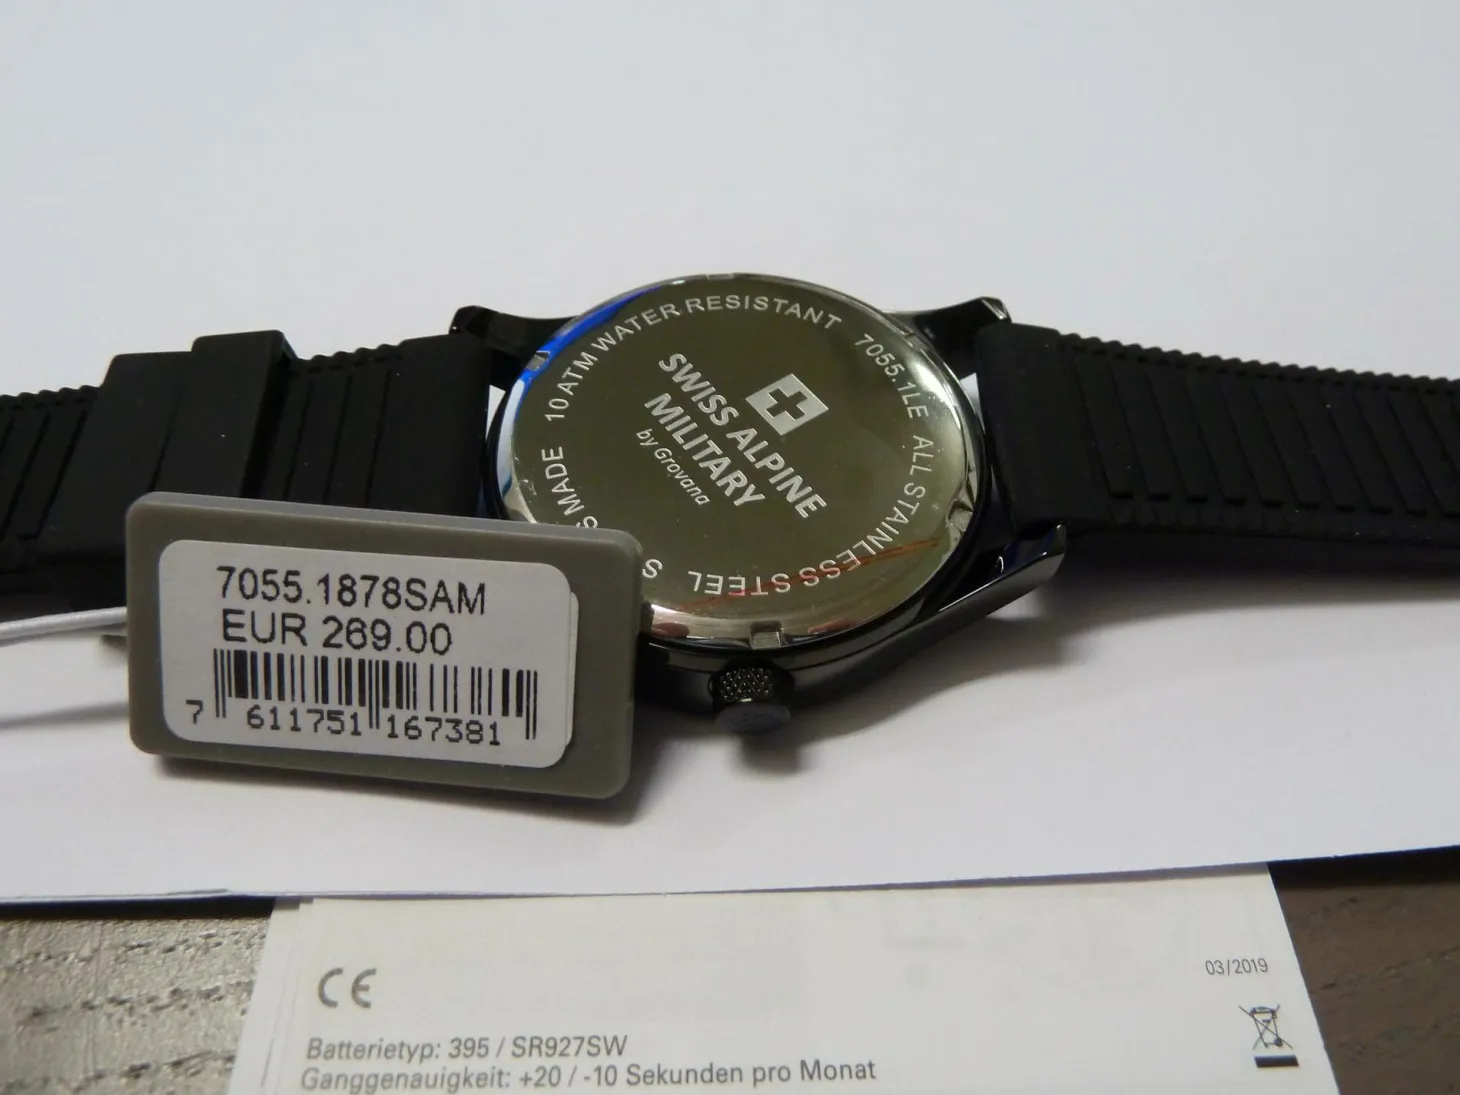 10 ATM WATER RESISTANT 7055.1LE ALL STAINLESS STEEL S S MADE
SWISS ALPINE
MILITARY
by Grovana
7055.1878SAM
EUR 269.00
7 611751 167381
CE
03/2019
Batterietyp: 395 / SR927SW
Ganggenauigkeit: +20 / -10 Sekunden pro Monat